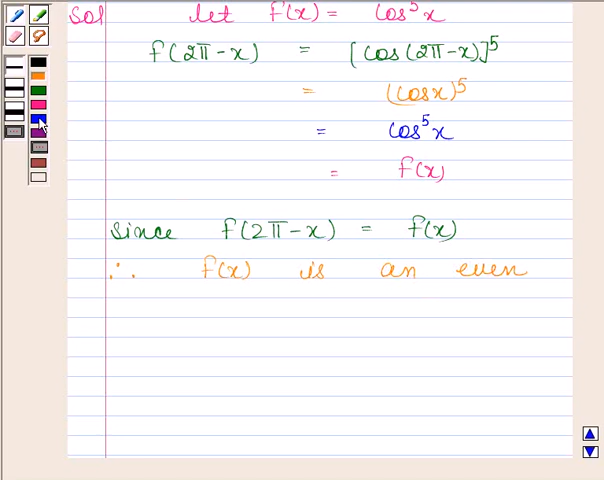 Sol let f(x) = cos⁵x
f(2π-x) = [cos(2π-x)]⁵
= (cosx)⁵
= cos⁵x
= f(x)
since f(2π-x) = f(x)
∴ f(x) is an even